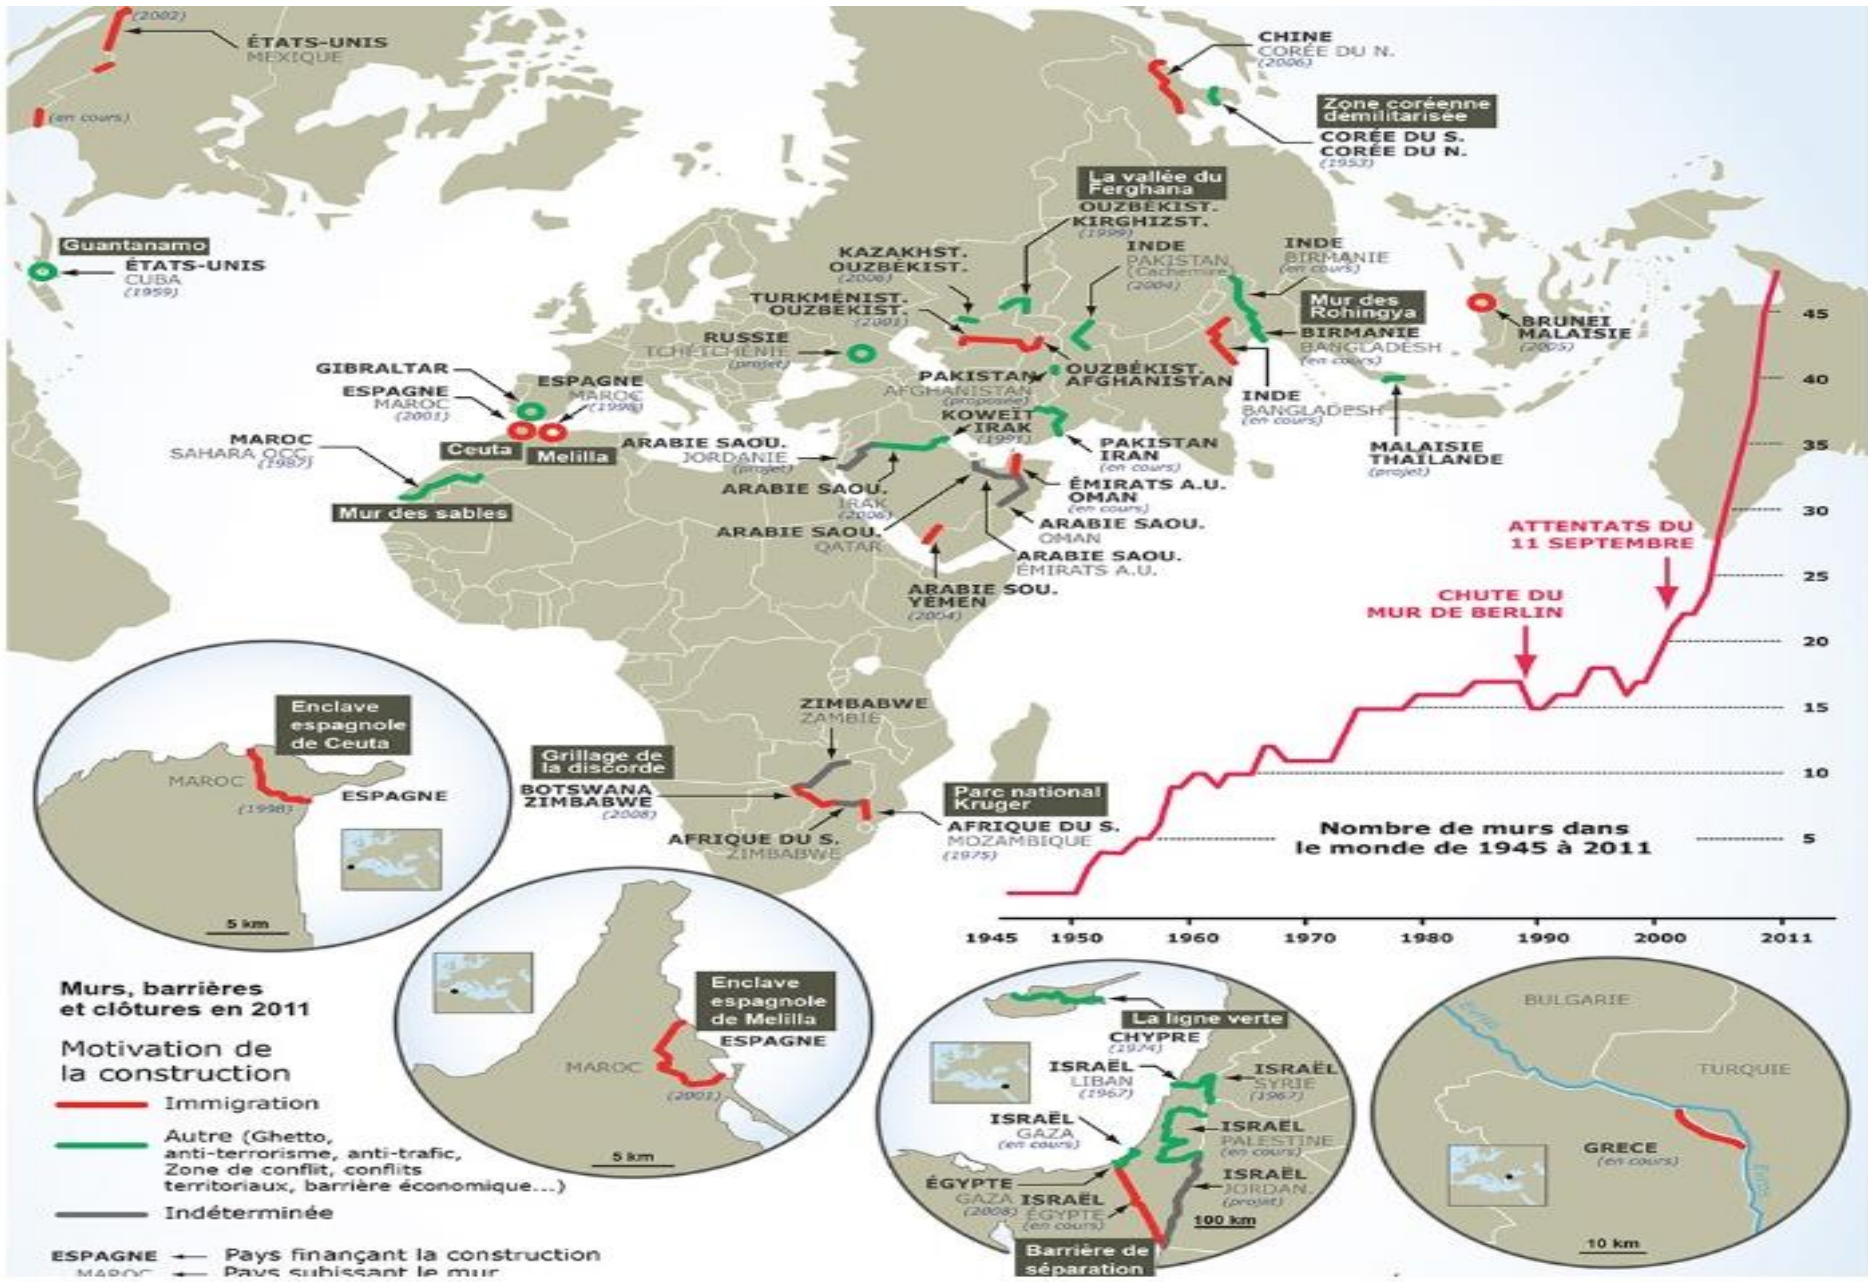 (2002)
ÉTATS-UNIS
MEXIQUE
(en cours)
CHINE
CORÉE DU N.
(2006)
Zone coréenne
démilitarisée
CORÉE DU S.
CORÉE DU N.
(1953)
La vallée du
Ferghana
OUZBÉKIST.
KIRGHIZST.
(1999)
Guantanamo
ÉTATS-UNIS
CUBA
(1959)
KAZAKHST.
OUZBÉKIST.
(2006)
INDE
PAKISTAN
(Cachemire)
(2004)
INDE
BIRMANIE
(en cours)
TURKMÉNIST.
OUZBÉKIST.
(2001)
Mur des
Rohingya
BIRMANIE
BANGLADESH
(en cours)
BRUNEI
MALAISIE
(2005)
RUSSIE
TCHÉTCHÉNIE
(projet)
GIBRALTAR
ESPAGNE
MAROC
(2001)
ESPAGNE
MAROC
(1998)
Ceuta
Melilla
PAKISTAN
AFGHANISTAN
(proposée)
OUZBÉKIST.
AFGHANISTAN
INDE
BANGLADESH
(en cours)
KOWEÏT
IRAK
(1991)
MAROC
SAHARA OCC.
(1987)
Mur des sables
ARABIE SAOU.
JORDANIE
(projet)
PAKISTAN
IRAN
(en cours)
MALAISIE
THAÏLANDE
(projet)
ARABIE SAOU.
IRAK
(2006)
ÉMIRATS A.U.
OMAN
(en cours)
ARABIE SAOU.
QATAR
ARABIE SAOU.
OMAN
ARABIE SAOU.
ÉMIRATS A.U.
ARABIE SOU.
YÉMEN
(2004)
45
40
35
30
25
20
15
10
5
ATTENTATS DU
11 SEPTEMBRE
CHUTE DU
MUR DE BERLIN
Nombre de murs dans
le monde de 1945 à 2011
1945 1950 1960 1970 1980 1990 2000 2011
ZIMBABWE
ZAMBIE
Grillage de
la discorde
BOTSWANA
ZIMBABWE
(2008)
AFRIQUE DU S.
ZIMBABWE
Parc national
Kruger
AFRIQUE DU S.
MOZAMBIQUE
(1975)
Enclave
espagnole
de Ceuta
MAROC
(1998)
ESPAGNE
5 km
Enclave
espagnole
de Melilla
ESPAGNE
MAROC
(2001)
5 km
La ligne verte
CHYPRE
(1974)
ISRAËL
LIBAN
(1967)
ISRAËL
SYRIE
(1967)
ISRAËL
GAZA
(en cours)
ISRAËL
PALESTINE
(en cours)
ÉGYPTE
GAZA
(2008)
ISRAËL
ÉGYPTE
(en cours)
ISRAËL
JORDAN.
(projet)
100 km
Barrière de
séparation
BULGARIE
Evros
TURQUIE
GRECE
(en cours)
Evros
10 km
Murs, barrières
et clôtures en 2011
Motivation de
la construction
Immigration
Autre (Ghetto,
anti-terrorisme, anti-trafic,
Zone de conflit, conflits
territoriaux, barrière économique...)
Indéterminée
ESPAGNE Pays finançant la construction
MAROC Pays subissant le mur